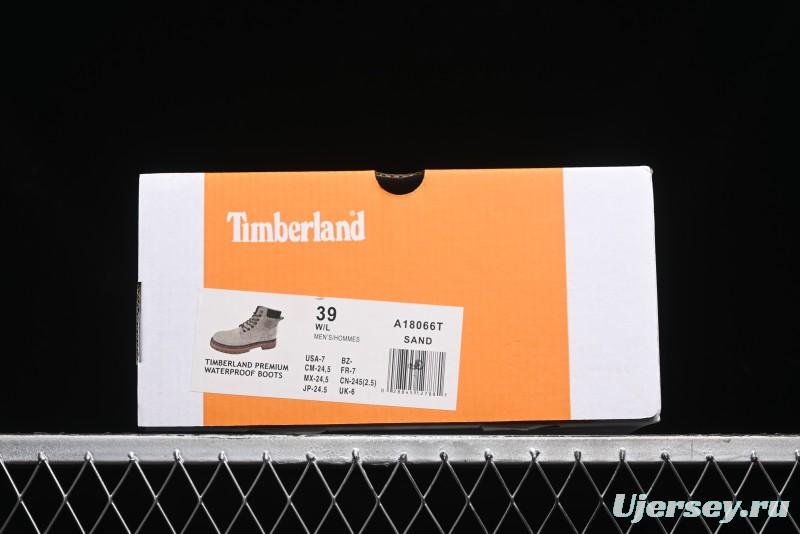 Timberland
39
W/L
MEN'S/HOMMES
A18066T
SAND
TIMBERLAND PREMIUM
WATERPROOF BOOTS
USA-7 BZ-
CM-24,5 FR-7
MX-24,5 CN-245(2.5)
JP-24.5 UK-6
Ujersey.ru